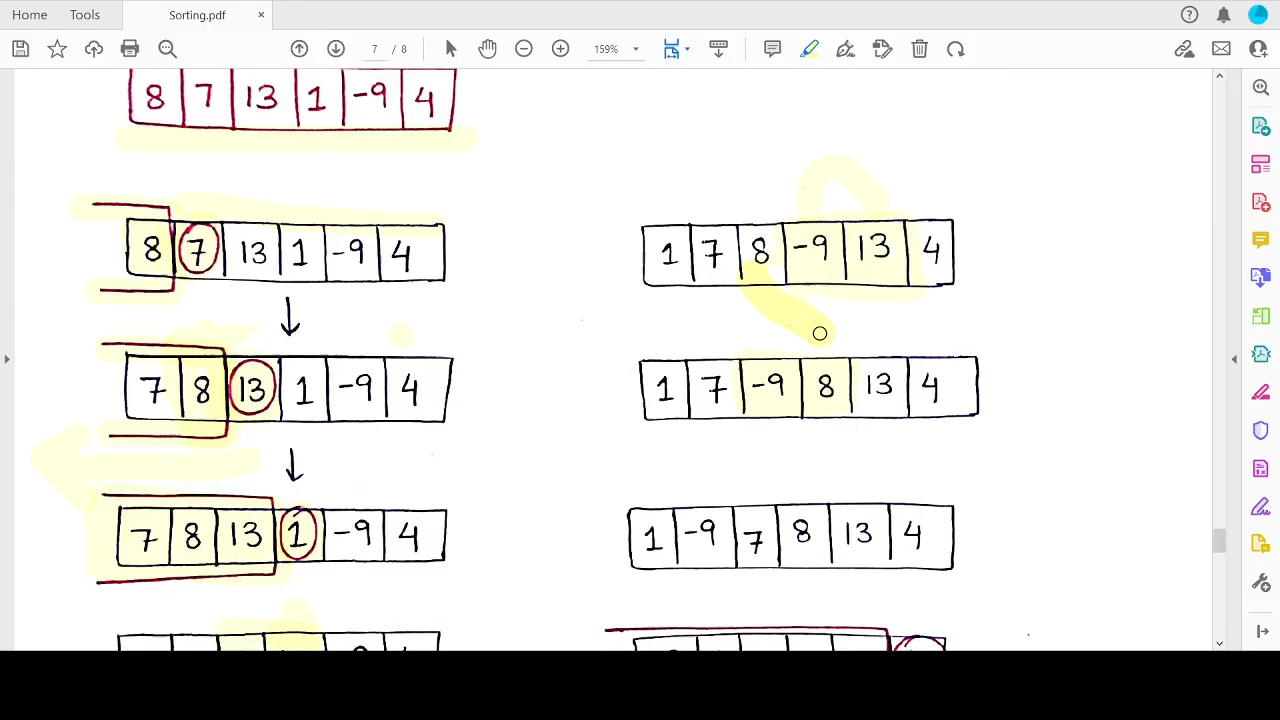 Home Tools Sorting.pdf ×
7 / 8 159%
8 7 13 1 -9 4
8 7 13 1 -9 4
7 8 13 1 -9 4
7 8 13 1 -9 4
1 7 8 -9 13 4
1 7 -9 8 13 4
1 -9 7 8 13 4